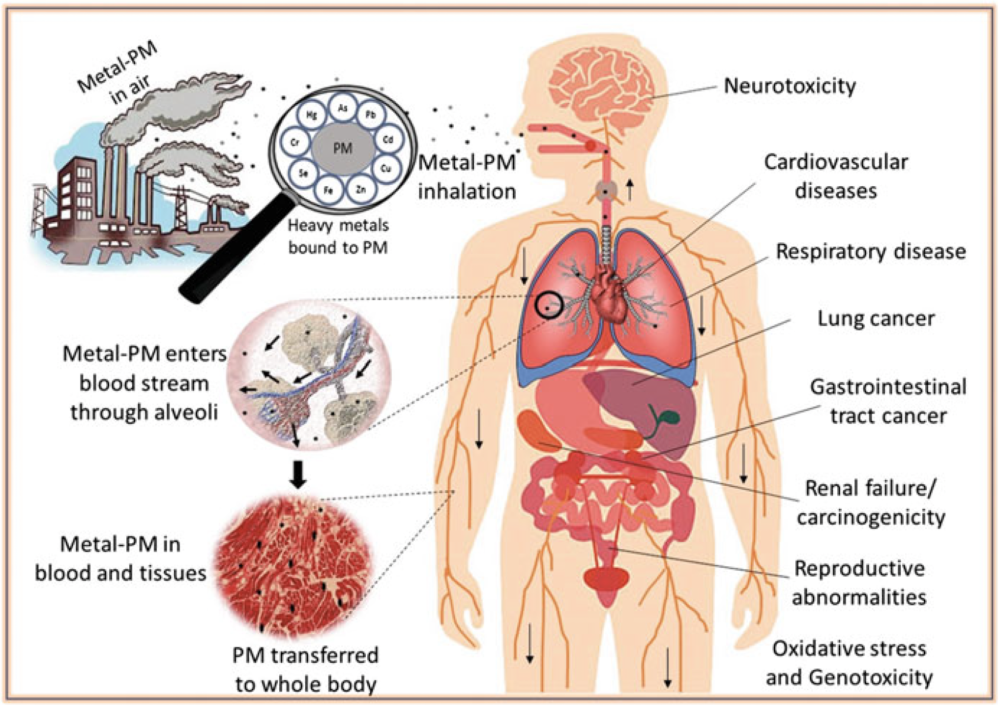 Metal-PM
in air
Hg
As
Pb
Cr
PM
Cd
Se
Cu
Fe
Zn
Heavy metals
bound to PM
Metal-PM
inhalation
Metal-PM enters
blood stream
through alveoli
Metal-PM in
blood and tissues
PM transferred
to whole body
Neurotoxicity
Cardiovascular
diseases
Respiratory disease
Lung cancer
Gastrointestinal
tract cancer
Renal failure/
carcinogenicity
Reproductive
abnormalities
Oxidative stress
and Genotoxicity